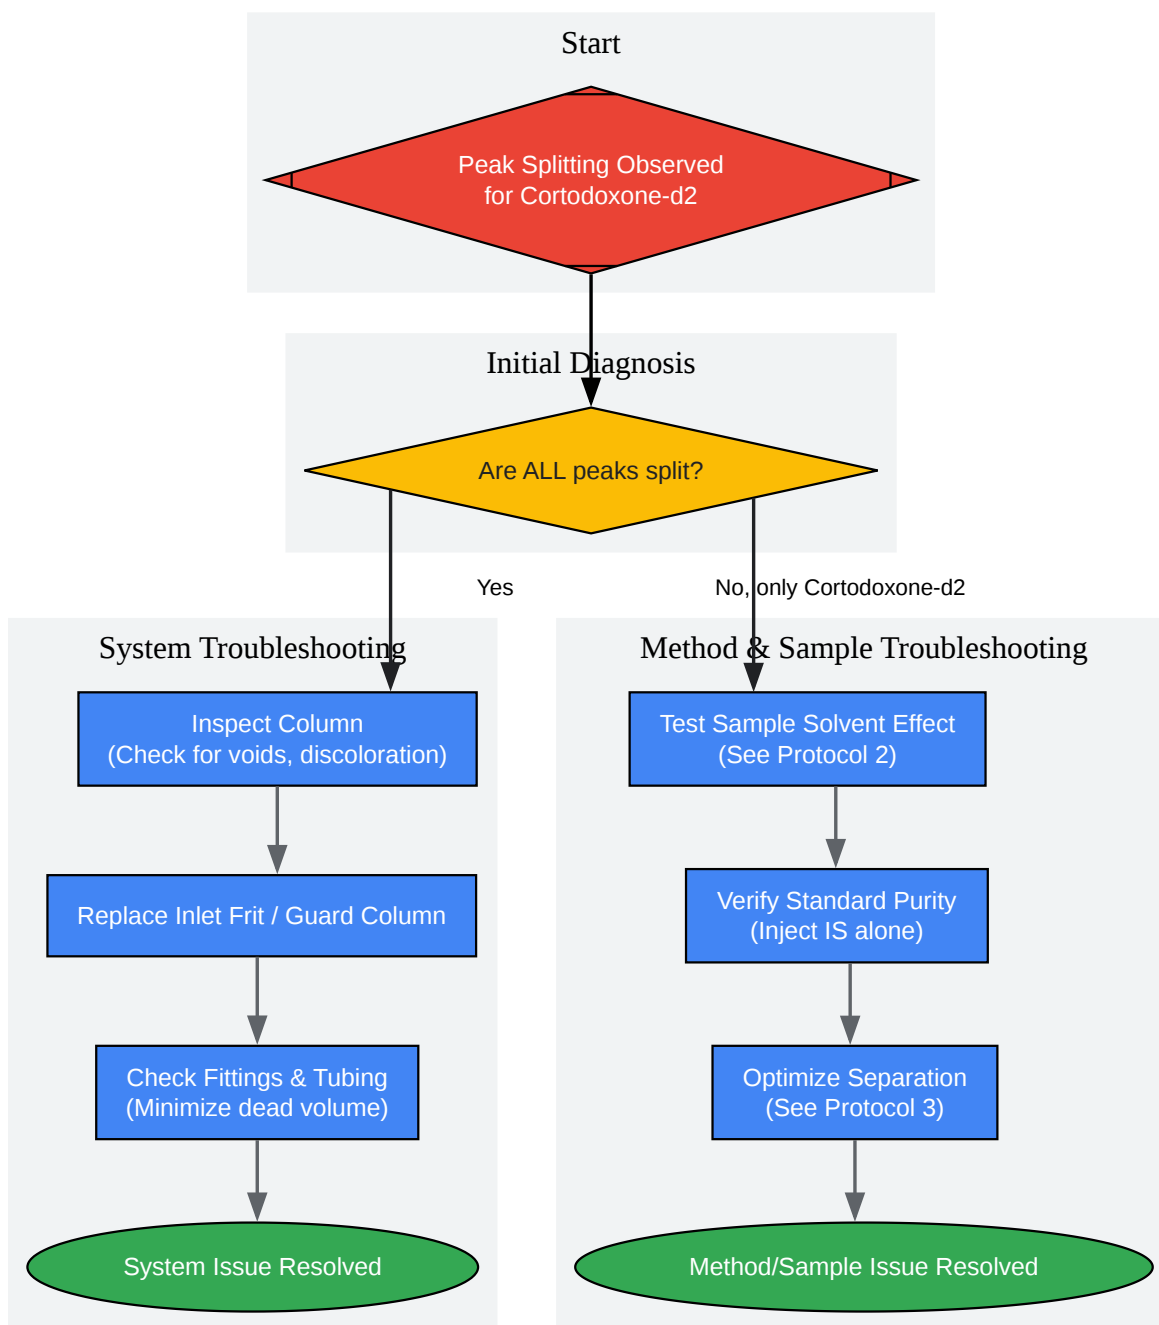 Start
Peak Splitting Observed
for Cortodoxone-d2
Initial Diagnosis
Are ALL peaks split?
Yes
No, only Cortodoxone-d2
System Troubleshooting
Inspect Column
(Check for voids, discoloration)
Replace Inlet Frit / Guard Column
Check Fittings & Tubing
(Minimize dead volume)
System Issue Resolved
Method & Sample Troubleshooting
Test Sample Solvent Effect
(See Protocol 2)
Verify Standard Purity
(Inject IS alone)
Optimize Separation
(See Protocol 3)
Method/Sample Issue Resolved